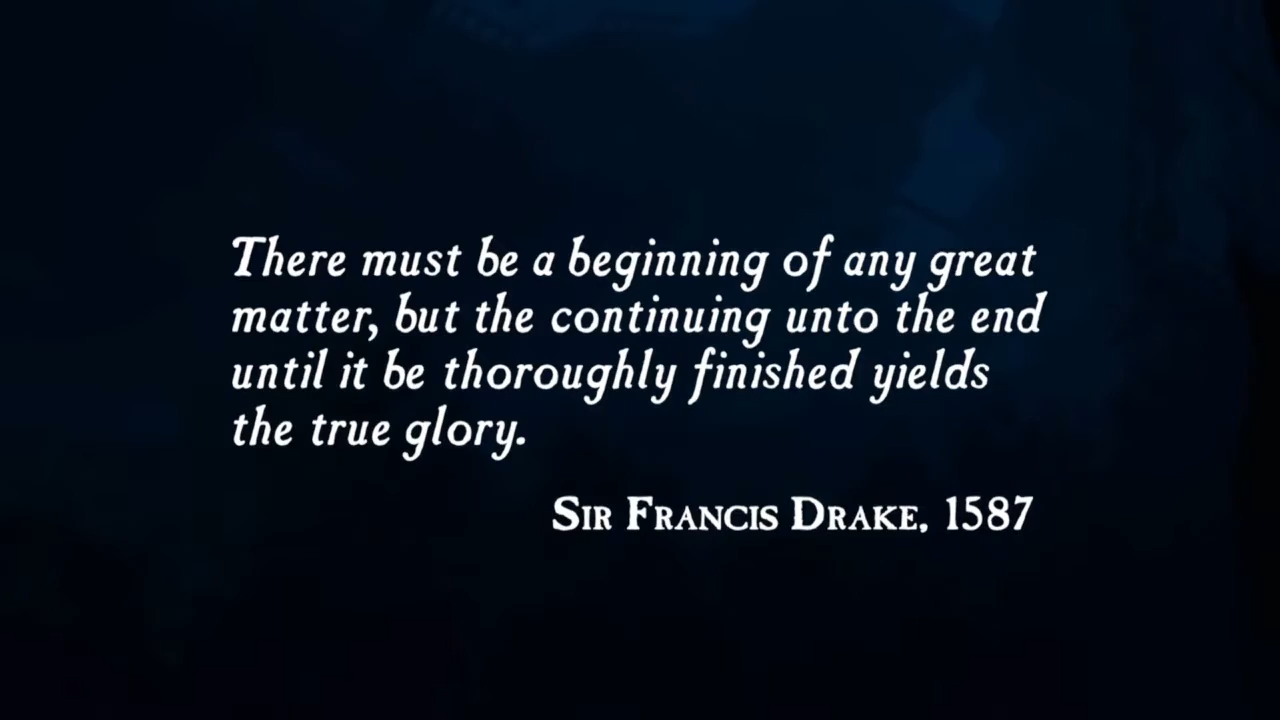 There must be a beginning of any great
matter, but the continuing unto the end
until it be thoroughly finished yields
the true glory.
Sir Francis Drake, 1587